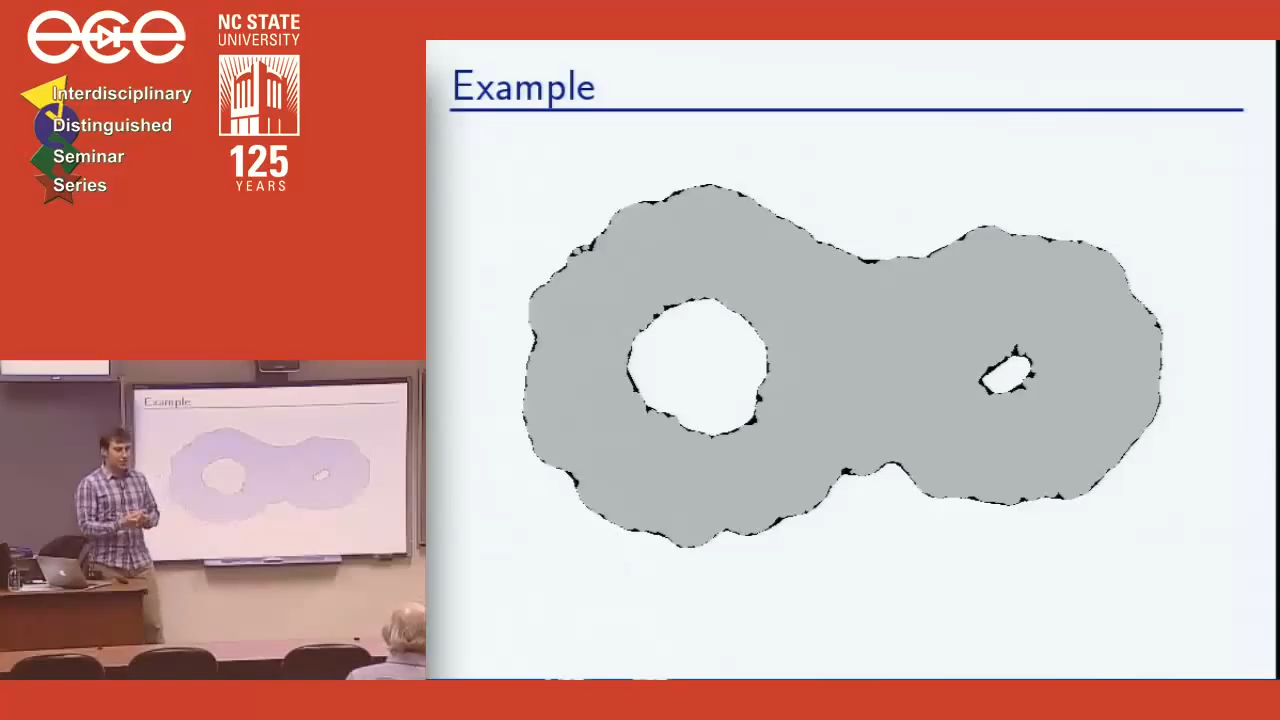 ece
Interdisciplinary
Distinguished
Seminar
Series
NC STATE
UNIVERSITY
125
YEARS
Example
Example